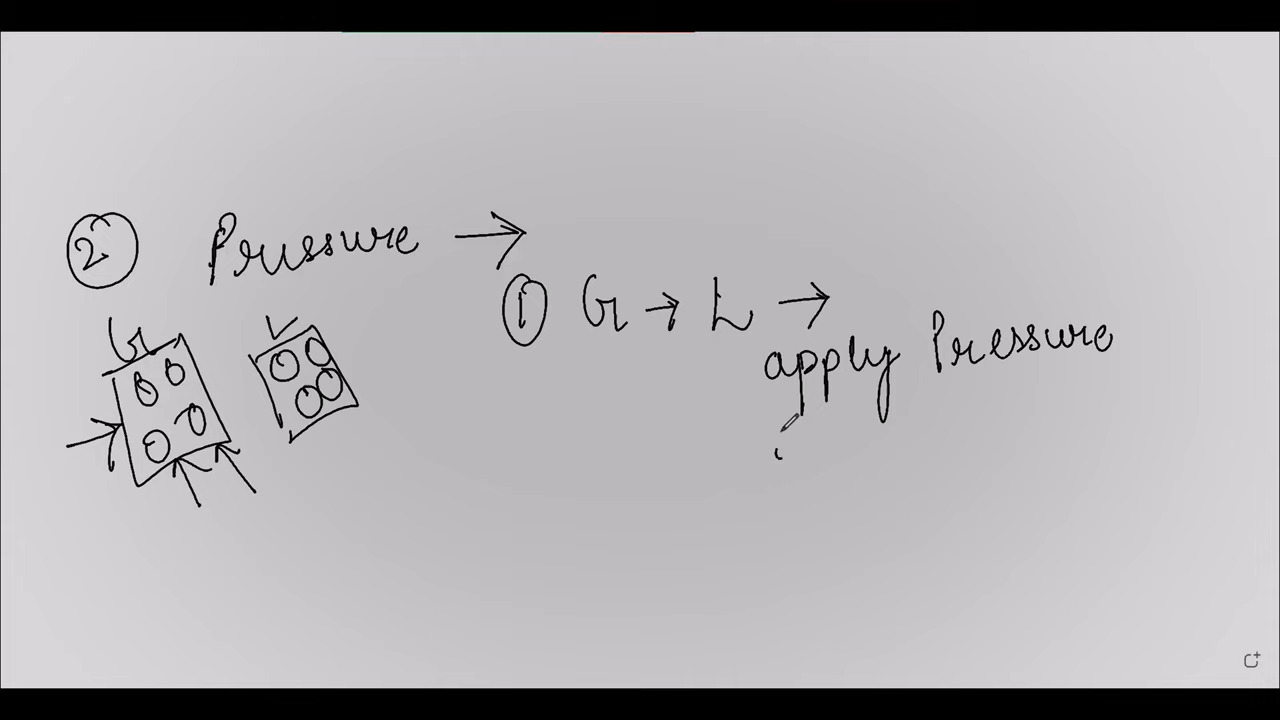 ② Pressure →
① G → L →
apply Pressure
G L